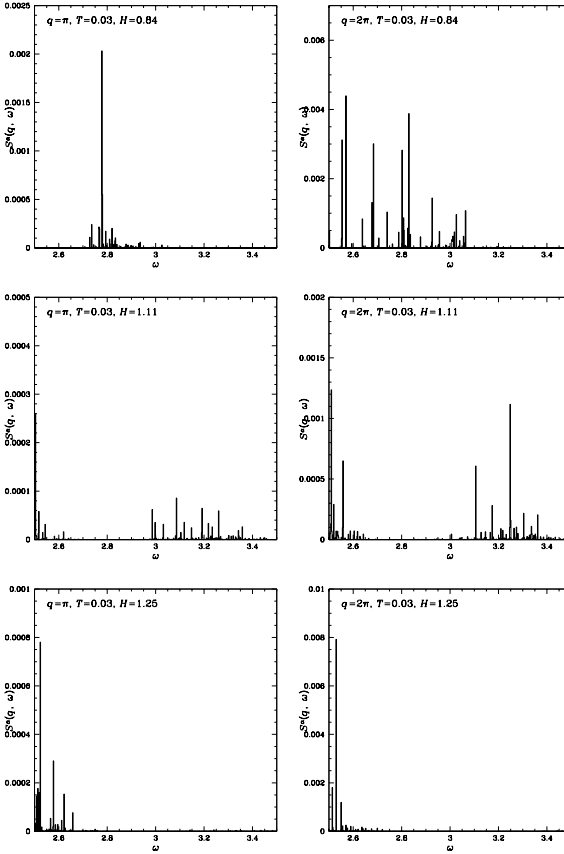 q=π, T=0.03, H=0.84
0.0025
0.002
0.0015
0.001
0.0005
0
(q, ω)
2.6 2.8 3 3.2 3.4
ω
q=2π, T=0.03, H=0.84
0.006
0.004
0.002
0
(q, ω)
2.6 2.8 3 3.2 3.4
ω
q=π, T=0.03, H=1.11
0.0005
0.0004
0.0003
0.0002
0.0001
0
(q, ω)
2.6 2.8 3 3.2 3.4
ω
q=2π, T=0.03, H=1.11
0.002
0.0015
0.001
0.0005
0
(q, ω)
2.6 2.8 3 3.2 3.4
ω
q=π, T=0.03, H=1.25
0.001
0.0008
0.0006
0.0004
0.0002
0
(q, ω)
2.6 2.8 3 3.2 3.4
ω
q=2π, T=0.03, H=1.25
0.01
0.008
0.006
0.004
0.002
0
(q, ω)
2.6 2.8 3 3.2 3.4
ω